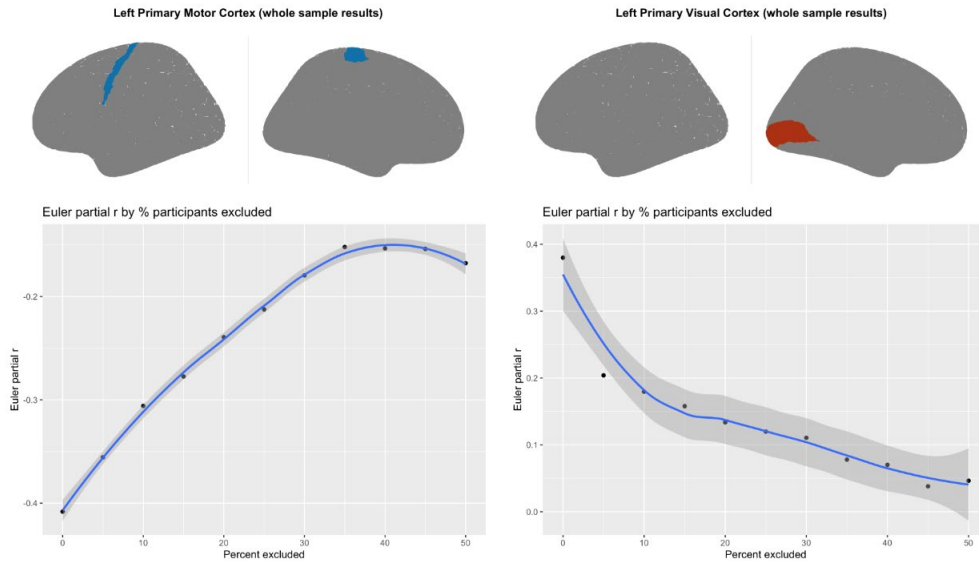 Left Primary Motor Cortex (whole sample results)
Left Primary Visual Cortex (whole sample results)
Euler partial r by % participants excluded
-0.2
-0.3
-0.4
Euler partial r
0
10
20
30
40
50
Percent excluded
Euler partial r by % participants excluded
0.4
0.3
0.2
0.1
0.0
Euler partial r
0
10
20
30
40
50
Percent excluded